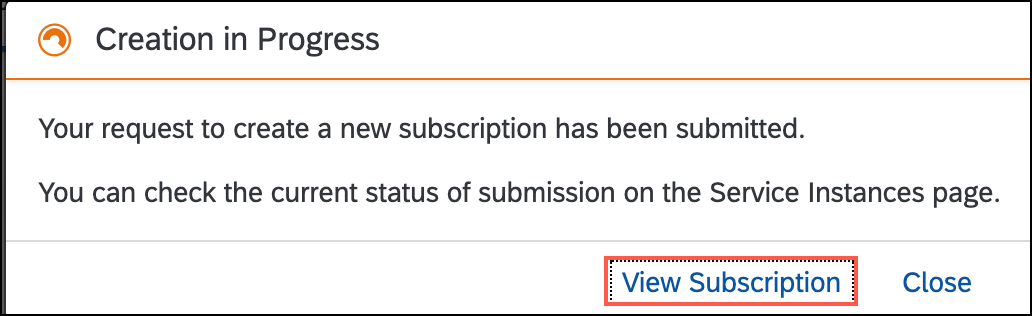 Creation in Progress
Your request to create a new subscription has been submitted.
You can check the current status of submission on the Service Instances page.
View Subscription Close